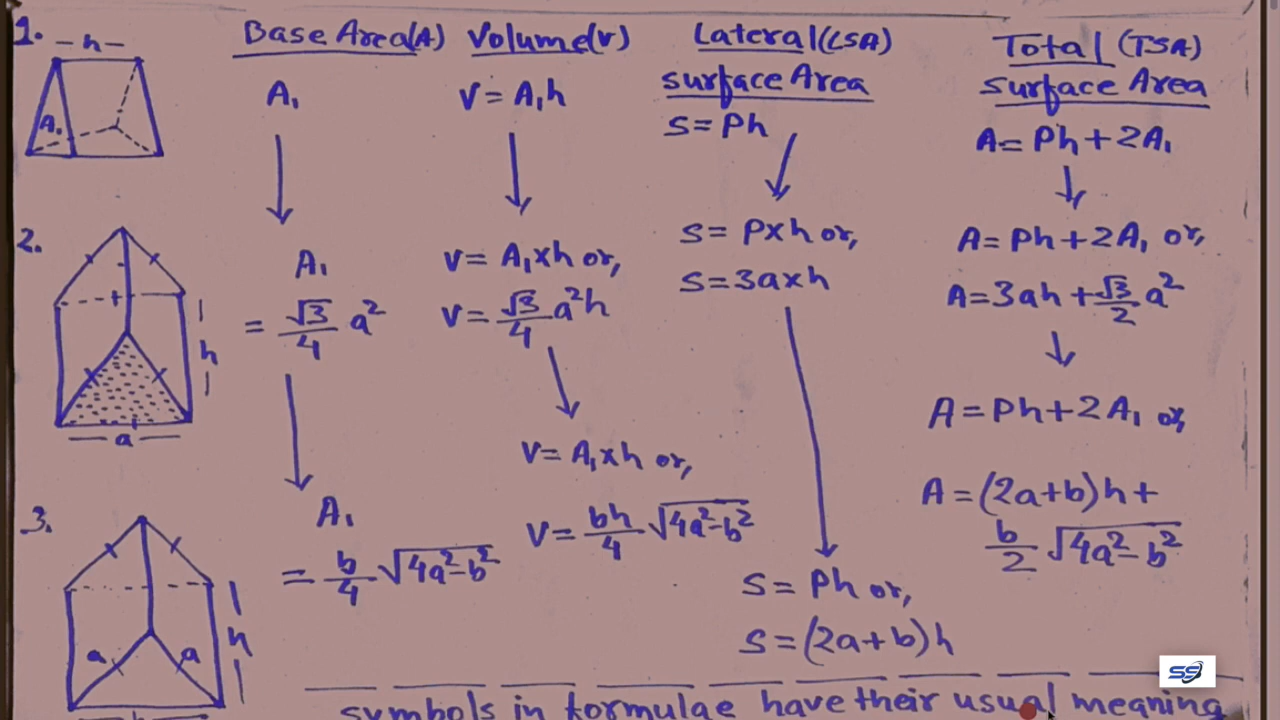 1. -h- Base Area(A) Volume(V) Lateral(LSA) Total (TSA)
surface Area surface Area
A₁ V = A₁h S = Ph A = Ph + 2A₁
A₁
2. A₁ V = A₁xh or, S = Pxh or, A = Ph + 2A₁ or,
= √3/4 a² V = √3/4 a²h S = 3axh A = 3ah + √3/2 a²
h
a
V = A₁xh or, A = Ph + 2A₁ or,
3. A₁ V = bh/4 √4a²-b² A = (2a+b)h +
= b/4 √4a²-b² b/2 √4a²-b²
h S = Ph or,
a a S = (2a+b)h
symbols in formulae have their usual meaning
SS